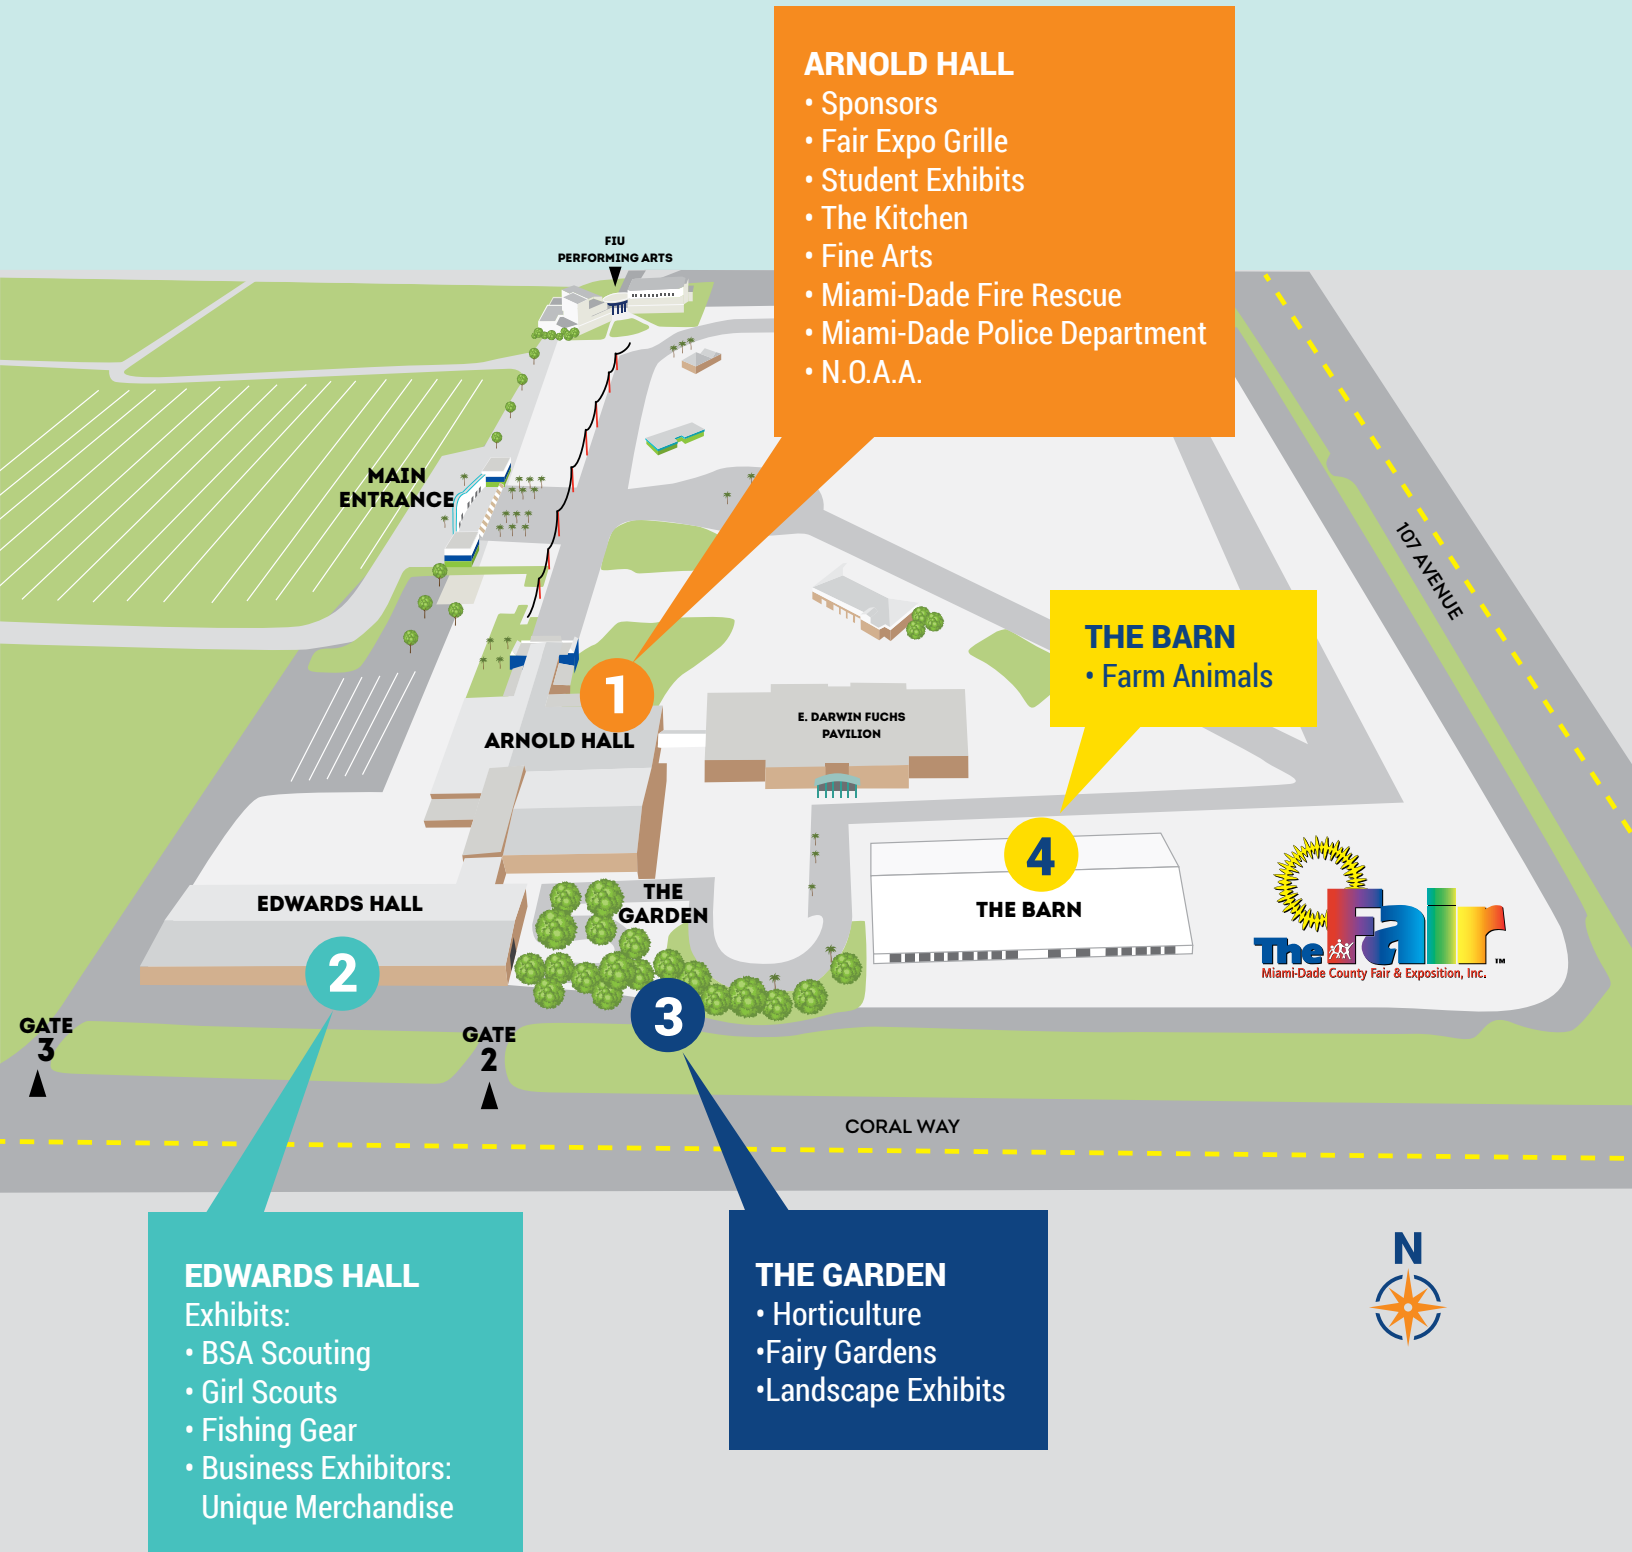 ARNOLD HALL
• Sponsors
• Fair Expo Grille
• Student Exhibits
• The Kitchen
• Fine Arts
• Miami-Dade Fire Rescue
• Miami-Dade Police Department
• N.O.A.A.
FIU
PERFORMING ARTS
MAIN
ENTRANCE
107 AVENUE
THE BARN
• Farm Animals
1
ARNOLD HALL
E. DARWIN FUCHS
PAVILION
4
THE BARN
The Fair ™
Miami-Dade County Fair & Exposition, Inc.
THE
GARDEN
EDWARDS HALL
2
3
GATE
3
GATE
2
CORAL WAY
EDWARDS HALL
Exhibits:
• BSA Scouting
• Girl Scouts
• Fishing Gear
• Business Exhibitors:
Unique Merchandise
THE GARDEN
• Horticulture
•Fairy Gardens
•Landscape Exhibits
N